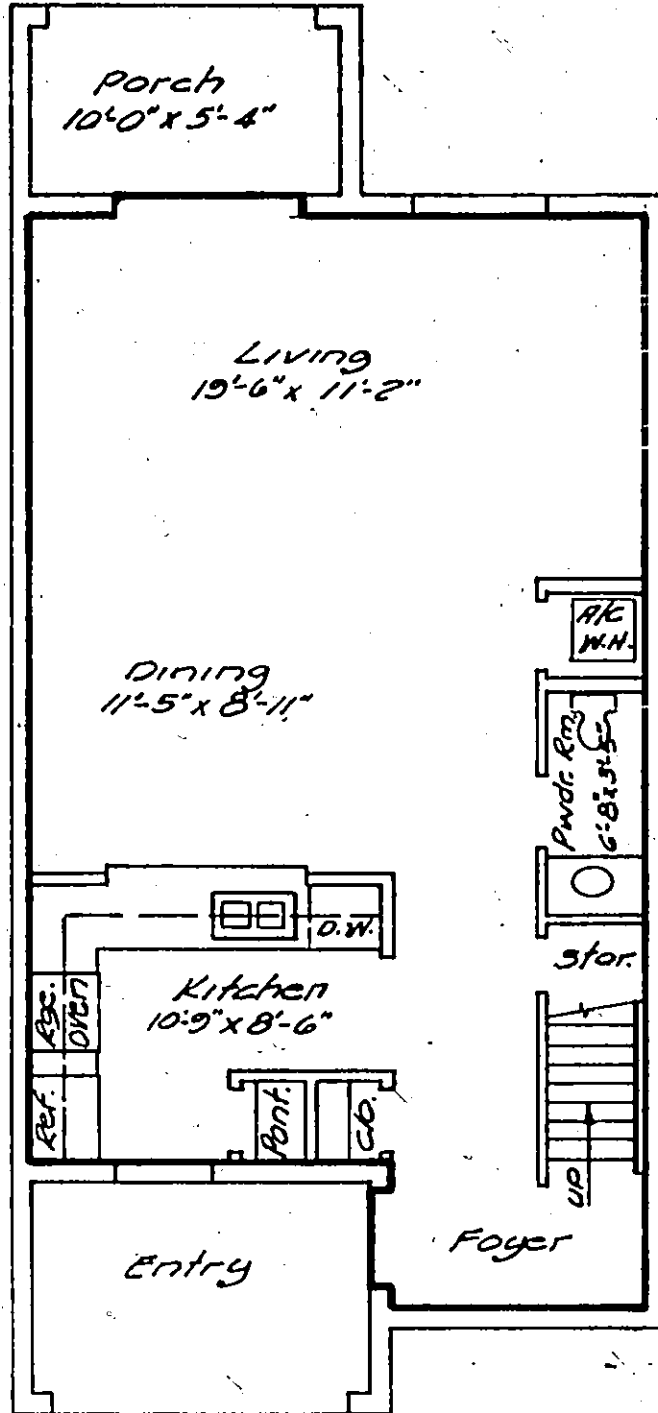 Porch
10'-0" x 5'-4"
Living
19'-6" x 11'-2"
A/C
W.H.
Dining
11'-5" x 8'-11"
Pwdr. Rm.
6'-8" x 3'-5"
D.W.
Stor.
Kitchen
10'-9" x 8'-6"
Rge.
Oven
Ref.
Pant.
Clo.
UP
Foyer
Entry